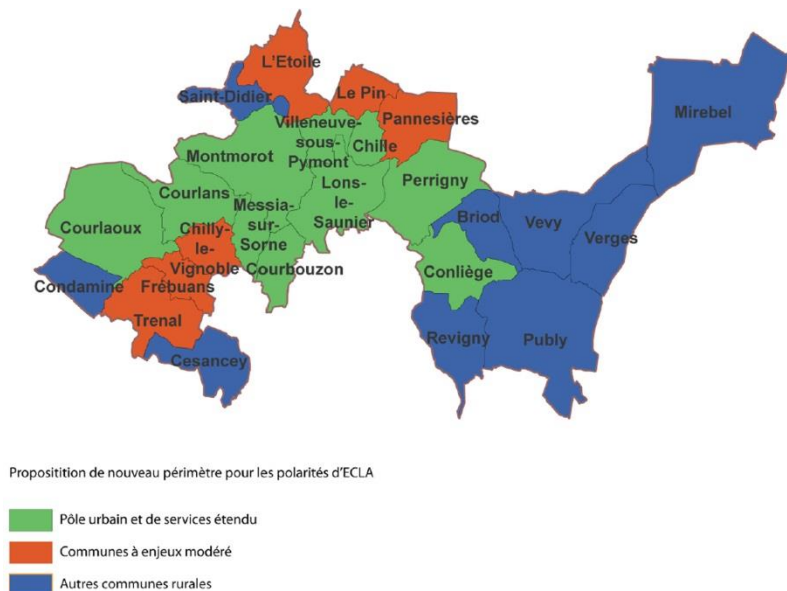 L'Etoile
Saint-Didier
Le Pin
Pannesières
Mirebel
Villeneuve-
sous-
Pymont
Chille
Montmorot
Perrigny
Courlans
Lons-
le-
Saunier
Messia-
sur-
Sorne
Courlaoux
Chilly-
le-
Vignoble
Briod
Vevy
Verges
Courbouzon
Conliège
Condamine
Frébuans
Trenal
Revigny
Publy
Cesancey
Propositition de nouveau périmètre pour les polarités d'ECLA
Pôle urbain et de services étendu
Communes à enjeux modéré
Autres communes rurales